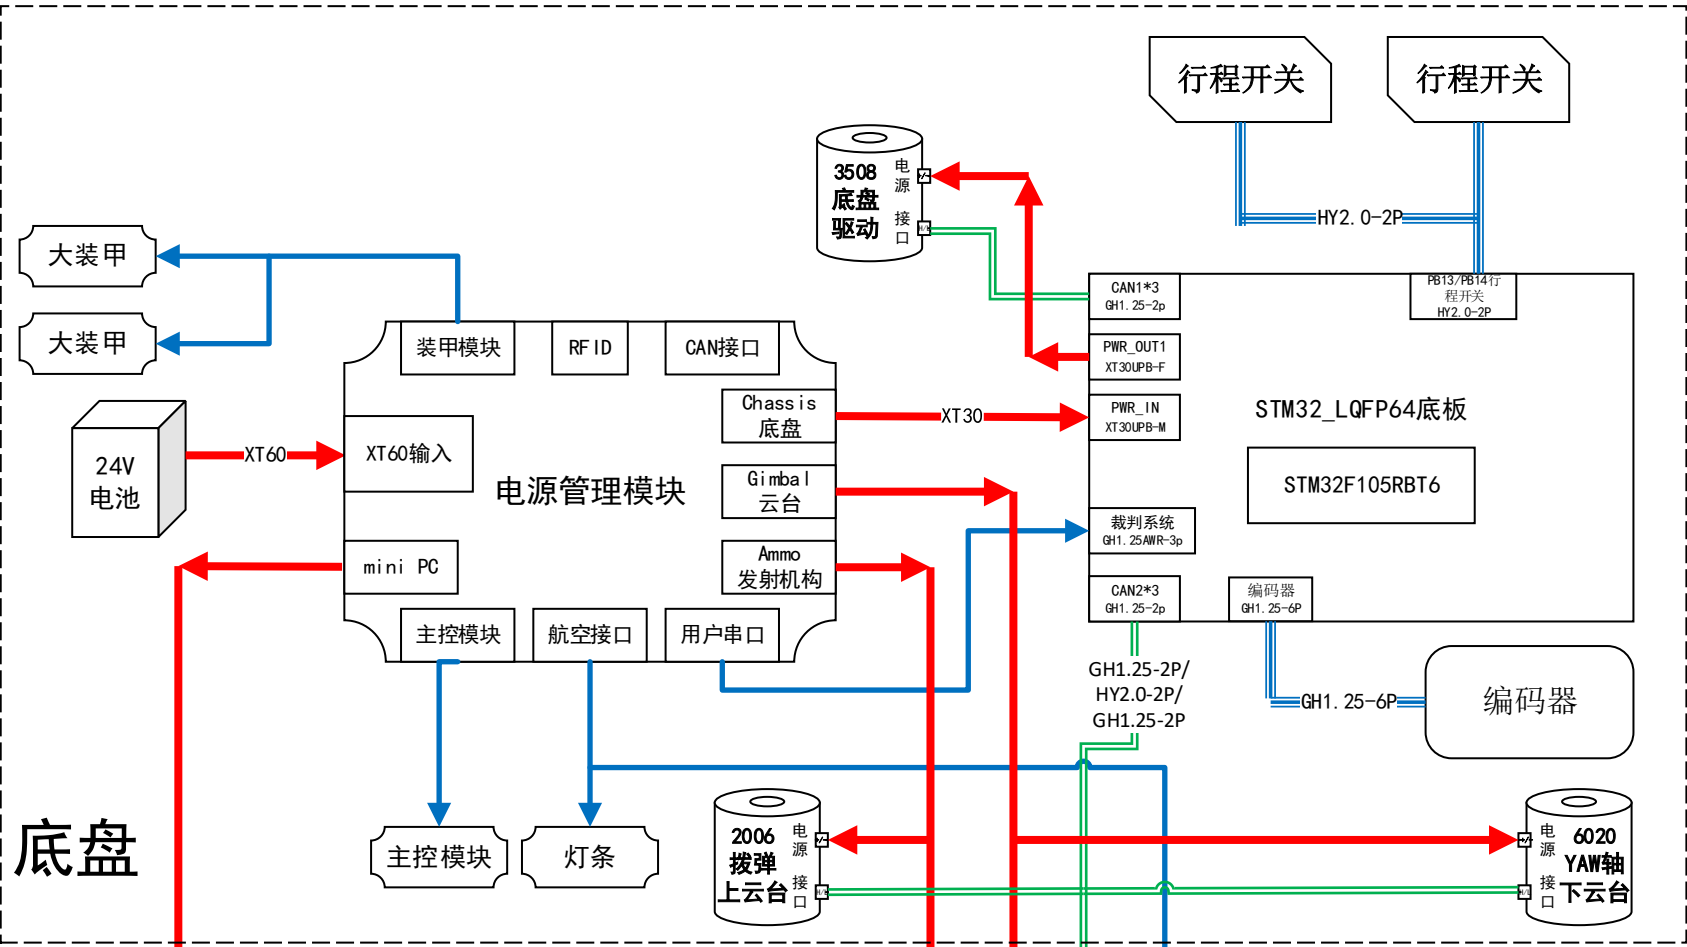 行程开关
行程开关
HY2.0-2P
3508
底盘
驱动
电
源
接
口
H/L
大装甲
大装甲
CAN1*3
GH1.25-2p
PB13/PB14行
程开关
HY2.0-2P
装甲模块
RFID
CAN接口
PWR_OUT1
XT30UPB-F
Chassis
底盘
XT30
PWR_IN
XT30UPB-M
STM32_LQFP64底板
24V
电池
XT60
XT60输入
电源管理模块
Gimbal
云台
STM32F105RBT6
裁判系统
GH1.25AWR-3p
mini PC
Ammo
发射机构
CAN2*3
GH1.25-2p
编码器
GH1.25-6P
主控模块
航空接口
用户串口
GH1.25-2P/
HY2.0-2P/
GH1.25-2P
GH1.25-6P
编码器
底盘
主控模块
灯条
2006
拨弹
上云台
电
源
接
口
H/L
电
源
接
口
H/L
6020
YAW轴
下云台